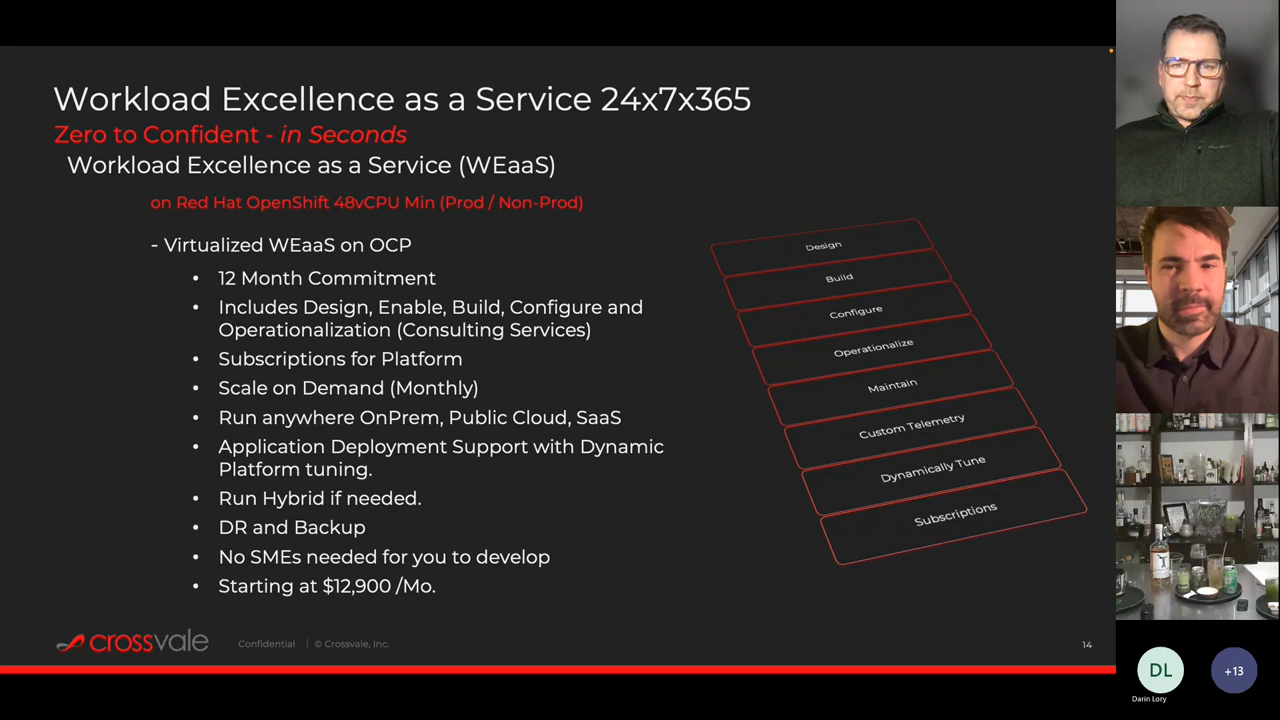 Workload Excellence as a Service 24x7x365
Zero to Confident - in Seconds
Workload Excellence as a Service (WEaaS)
on Red Hat OpenShift 48vCPU Min (Prod / Non-Prod)
- Virtualized WEaaS on OCP
• 12 Month Commitment
• Includes Design, Enable, Build, Configure and
Operationalization (Consulting Services)
• Subscriptions for Platform
• Scale on Demand (Monthly)
• Run anywhere OnPrem, Public Cloud, SaaS
• Application Deployment Support with Dynamic
Platform tuning.
• Run Hybrid if needed.
• DR and Backup
• No SMEs needed for you to develop
• Starting at $12,900 /Mo.
Design
Build
Configure
Operationalize
Maintain
Custom Telemetry
Dynamically Tune
Subscriptions
crossvale
Confidential | © Crossvale, Inc.
14
DL
Darin Lory
+13